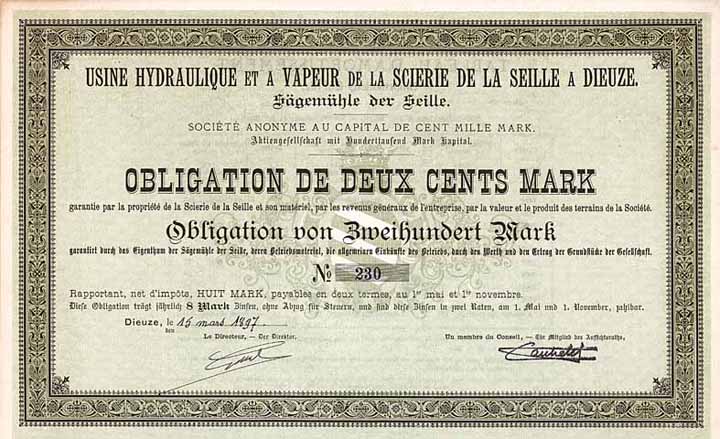 USINE HYDRAULIQUE ET A VAPEUR DE LA SCIERIE DE LA SEILLE A DIEUZE.
Sägemühle der Seille.
SOCIÉTÉ ANONYME AU CAPITAL DE CENT MILLE MARK.
Aktiengesellschaft mit Hunderttausend Mark Kapital.
OBLIGATION DE DEUX CENTS MARK
garantie par la propriété de la Scierie de la Seille et son matériel, par les revenus généraux de l'entreprise, par la valeur et le produit des terrains de la Société.
Obligation von Zweihundert Mark
garantirt durch das Eigenthum der Sägemühle der Seille, deren Betriebsmaterial, die allgemeinen Einkünfte des Betriebs, durch den Werth und den Ertrag der Grundstücke der Gesellschaft.
No 230
Rapportant, net d'impôts, HUIT MARK, payables en deux termes, au 1er mai et 1er novembre.
Diese Obligation trägt jährlich 8 Mark Zinsen, ohne Abzug für Steuern, und sind diese Zinsen in zwei Raten, am 1. Mai und 1. November, zahlbar.
Dieuze, le 15 mars 1897
den
Le Directeur, — Der Direktor,
Un membre du Conseil, — Ein Mitglied des Aufsichtsraths,